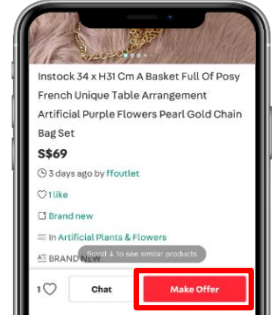 Instock 34 x H31 Cm A Basket Full Of Posy
French Unique Table Arrangement
Artificial Purple Flowers Pearl Gold Chain
Bag Set
S$69
3 days ago by ffoutlet
1 like
Brand new
In Artificial Plants & Flowers
BRAND NEW
Scroll ↓ to see similar products
1 Chat Make Offer